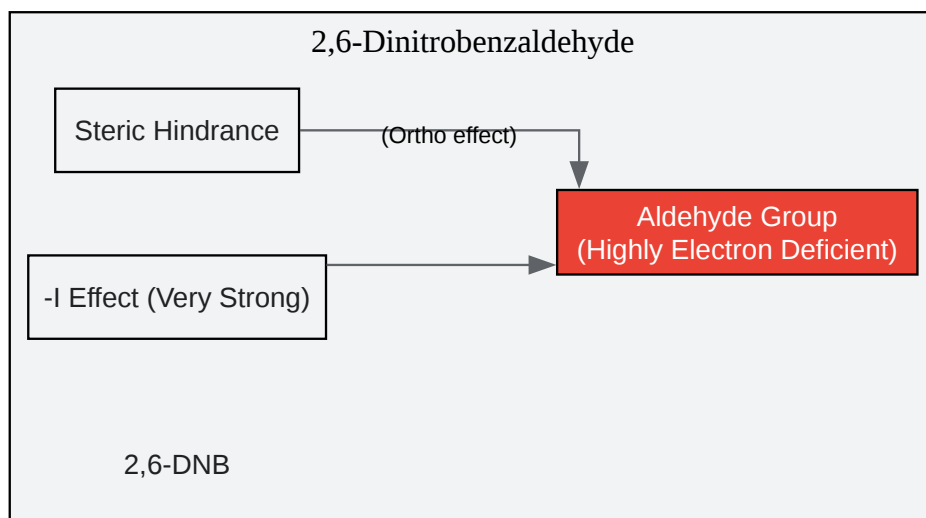 2,6-Dinitrobenzaldehyde
Steric Hindrance
(Ortho effect)
Aldehyde Group
(Highly Electron Deficient)
-I Effect (Very Strong)
2,6-DNB